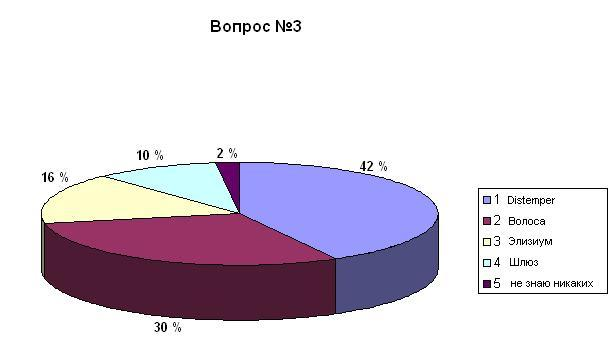 Вопрос №3
2 %
10 %
42 %
16 %
30 %
1 Distemper
2 Волоса
3 Элизиум
4 Шлюз
5 не знаю никаких